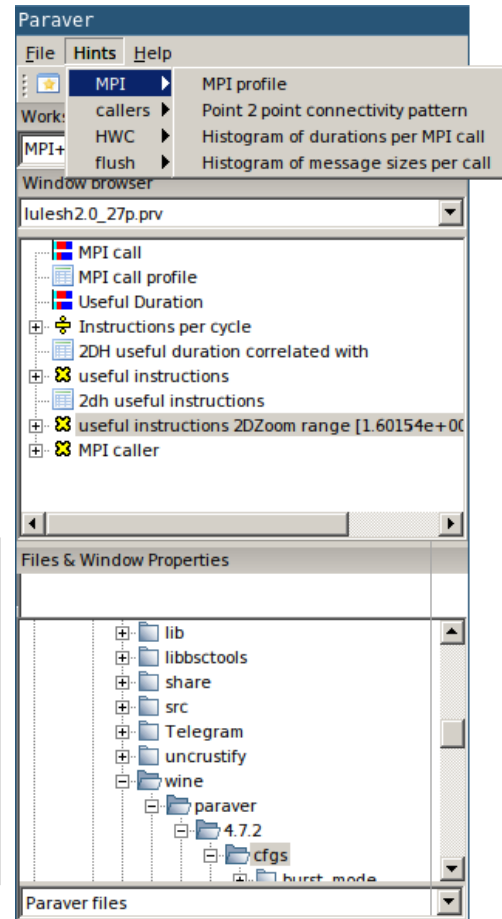 Paraver
File Hints Help
MPI
MPI profile
callers
Point 2 point connectivity pattern
HWC
Histogram of durations per MPI call
flush
Histogram of message sizes per call
MPI+
Window browser
lulesh2.0_27p.prv
MPI call
MPI call profile
Useful Duration
Instructions per cycle
2DH useful duration correlated with
useful instructions
2dh useful instructions
useful instructions 2DZoom range [1.60154e+00
MPI caller
Files & Window Properties
lib
libbsctools
share
src
Telegram
uncrustify
wine
paraver
4.7.2
cfgs
burst_mode
Paraver files